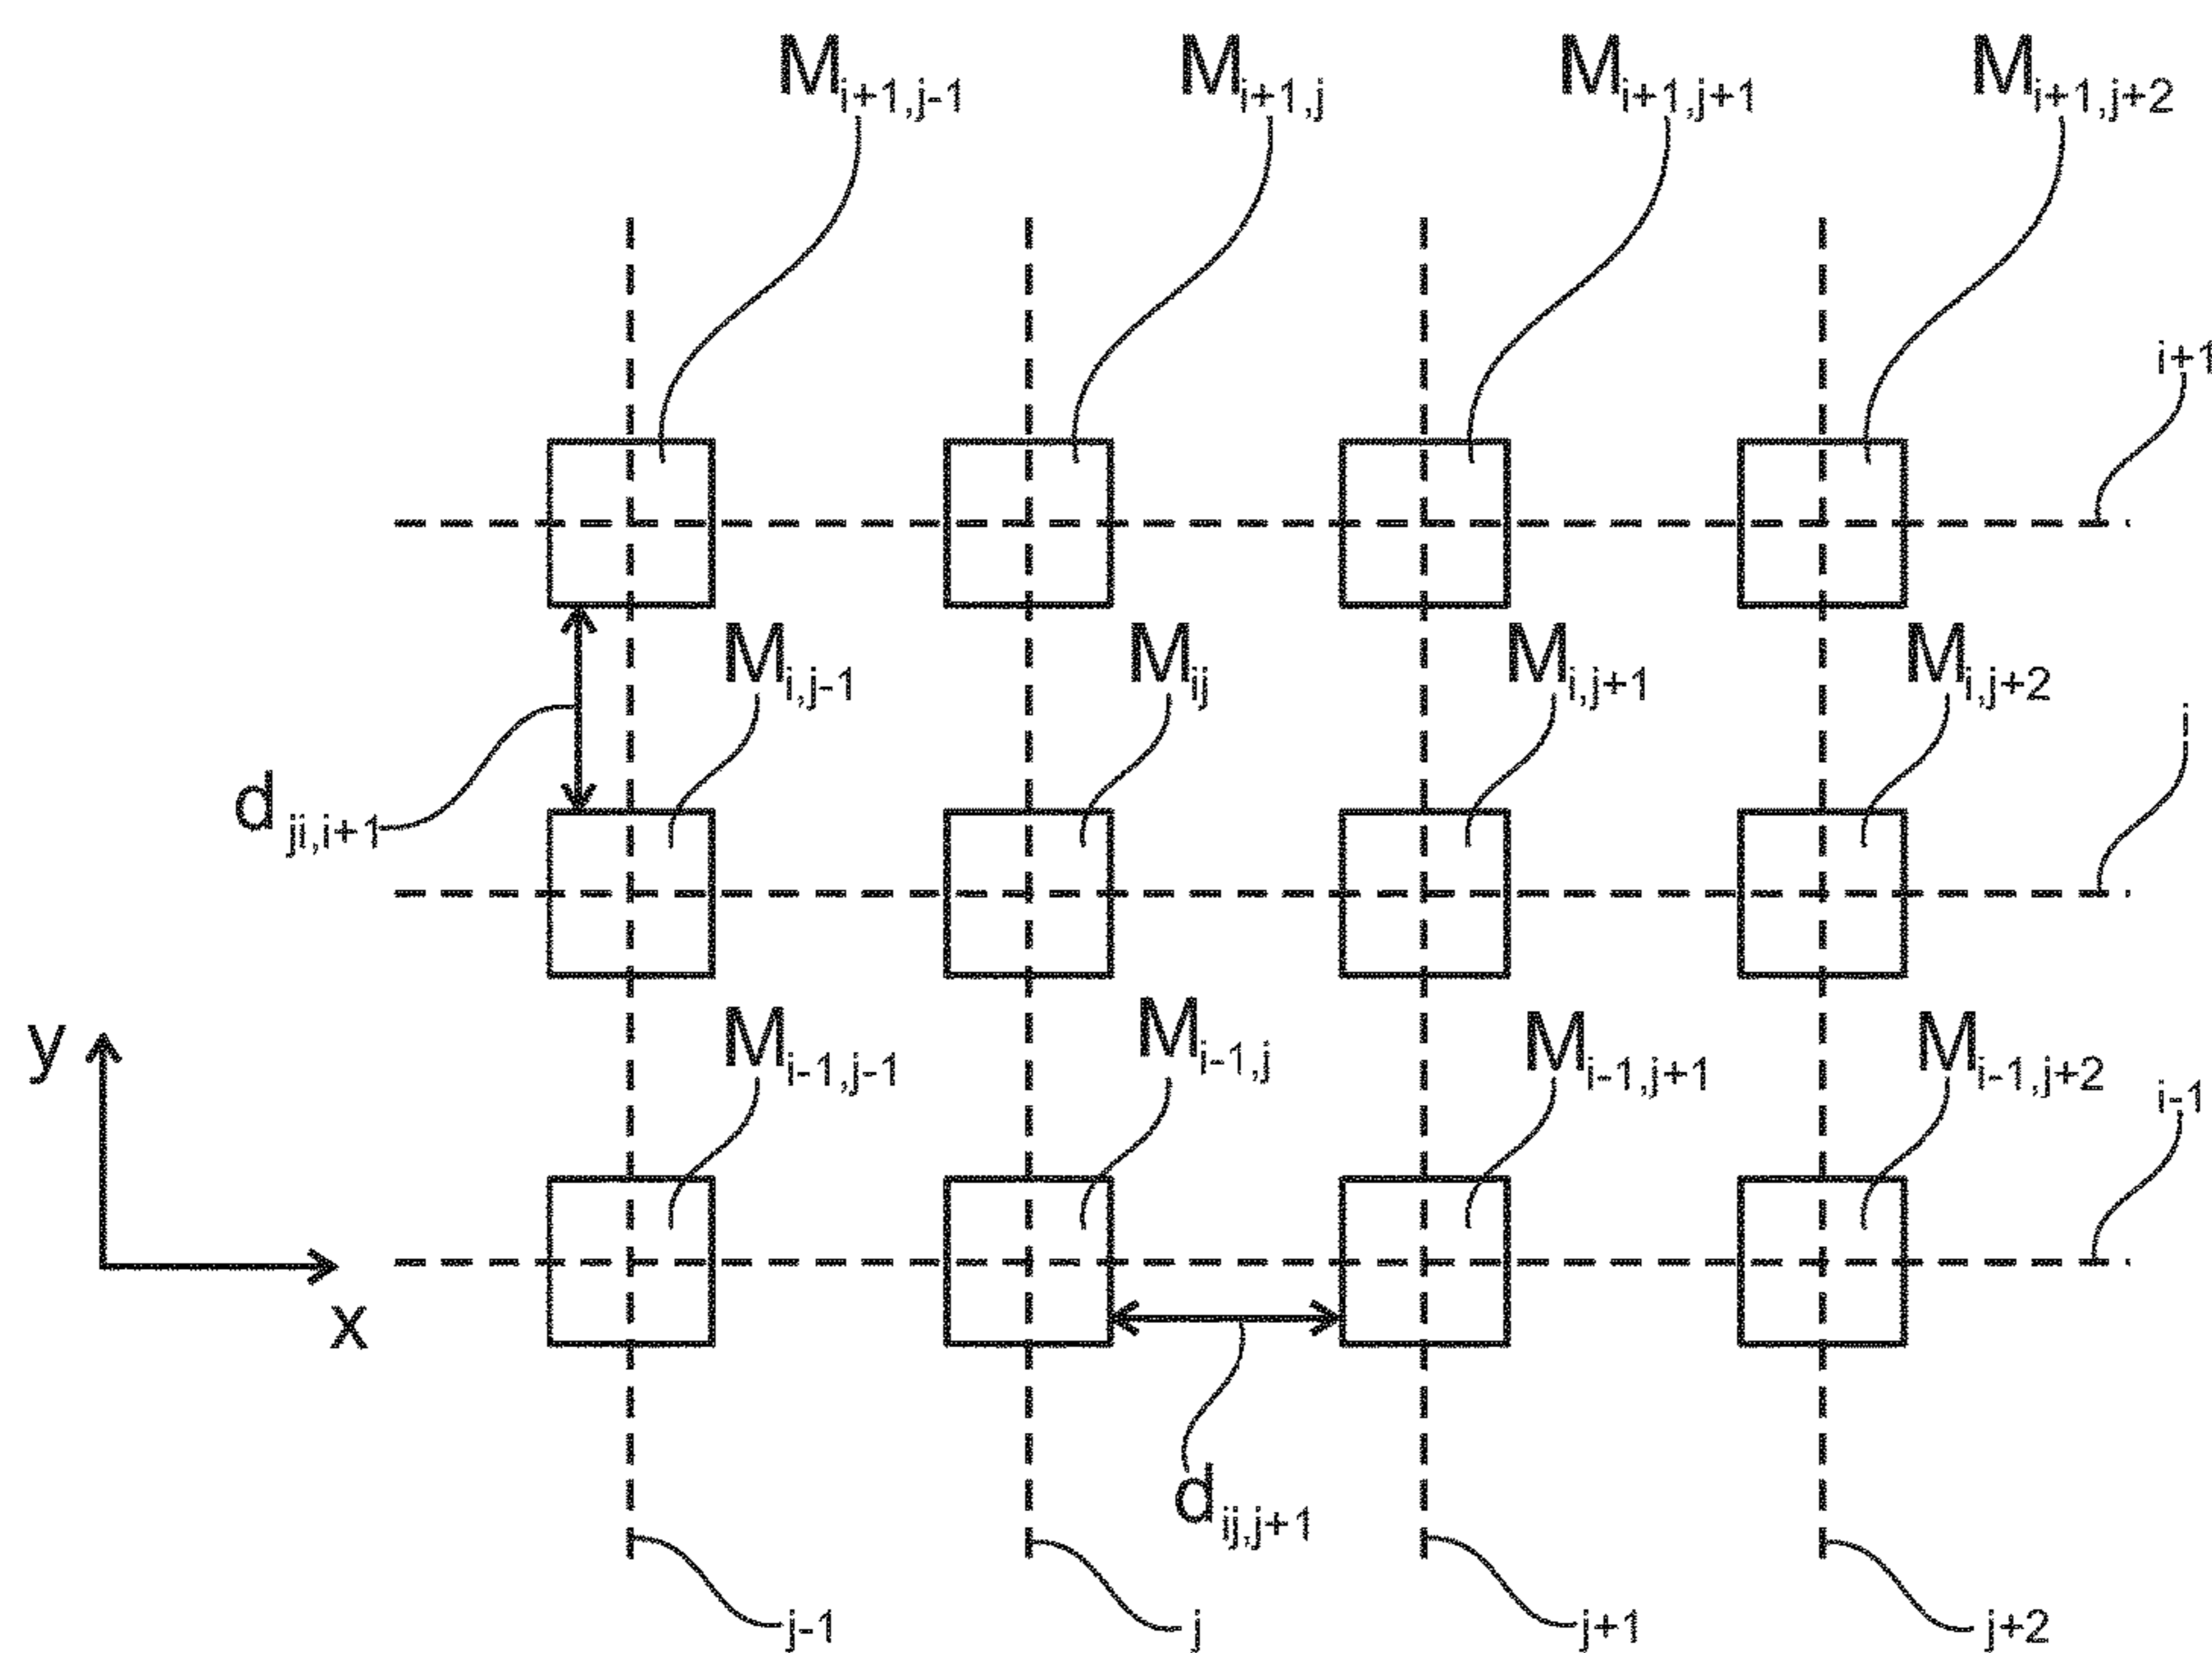 M_{i+1,j-1} M_{i+1,j} M_{i+1,j+1} M_{i+1,j+2}
i+1
M_{i,j-1} M_{ij} M_{i,j+1} M_{i,j+2}
i
d_{ji,i+1}
M_{i-1,j-1} M_{i-1,j} M_{i-1,j+1} M_{i-1,j+2}
y
i-1
x
d_{ij,j+1}
j-1 j j+1 j+2